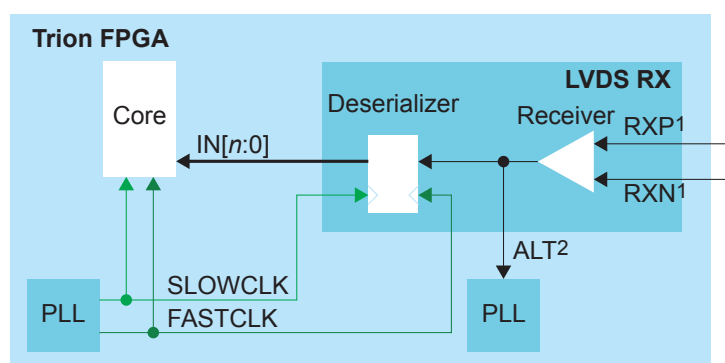 Trion FPGA
LVDS RX
Deserializer
Core
Receiver
RXP1
IN[n:0]
RXN1
ALT2
SLOWCLK
PLL
PLL
FASTCLK